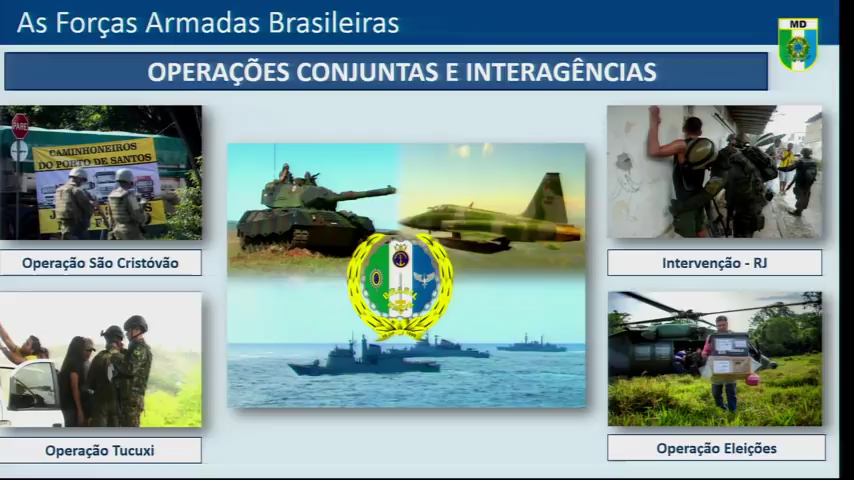 As Forças Armadas Brasileiras
MD
OPERAÇÕES CONJUNTAS E INTERAGÊNCIAS
PARE
CAMINHONEIROS
DO PORTO DE SANTOS
Operação São Cristóvão
Intervenção - RJ
BRASIL
Operação Tucuxi
Operação Eleições